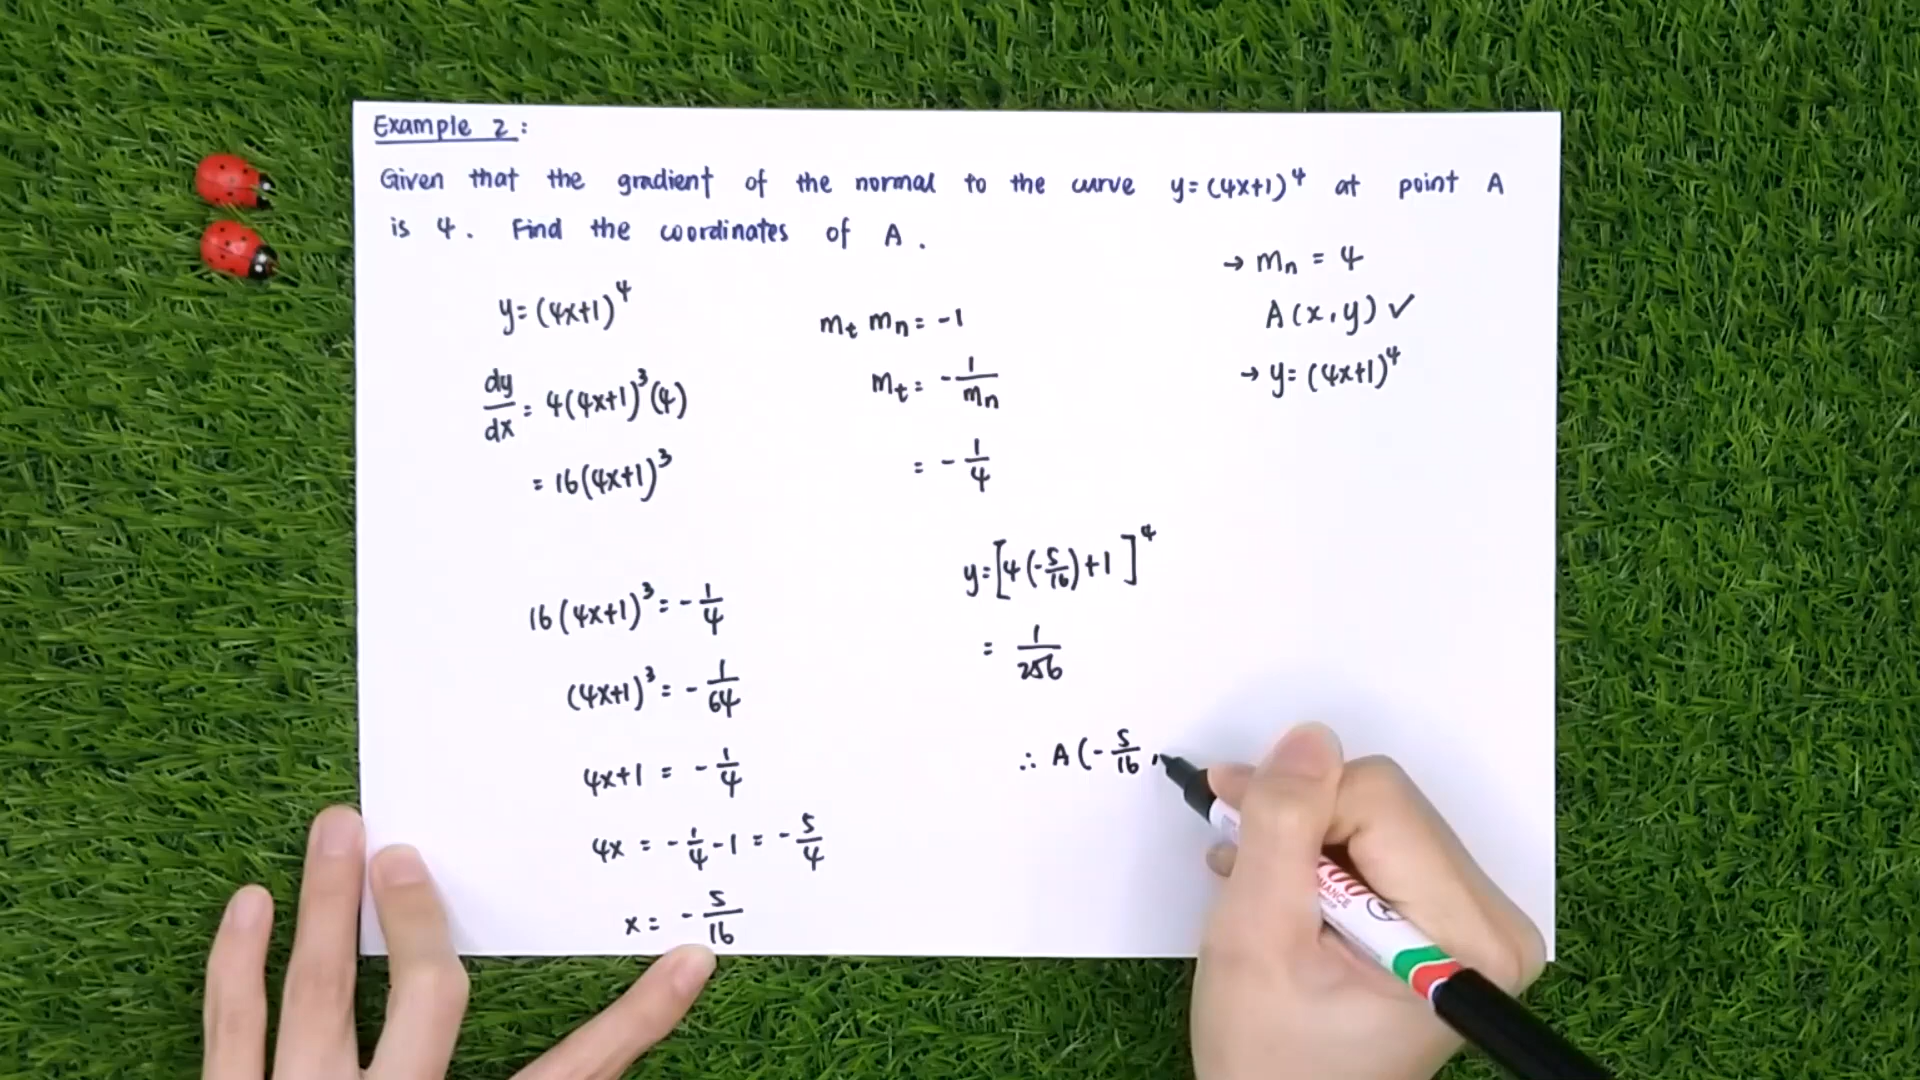 Example 2:
Given that the gradient of the normal to the curve y=(4x+1)^4 at point A
is 4. Find the coordinates of A.
→ mn = 4
A(x,y) ✓
→ y=(4x+1)^4
y=(4x+1)^4
dy/dx = 4(4x+1)^3(4)
= 16(4x+1)^3
mt mn = -1
mt = -1/mn
= -1/4
16(4x+1)^3 = -1/4
(4x+1)^3 = -1/64
4x+1 = -1/4
4x = -1/4-1 = -5/4
x = -5/16
y=[4(-5/16)+1]^4
= 1/256
∴ A(-5/16,